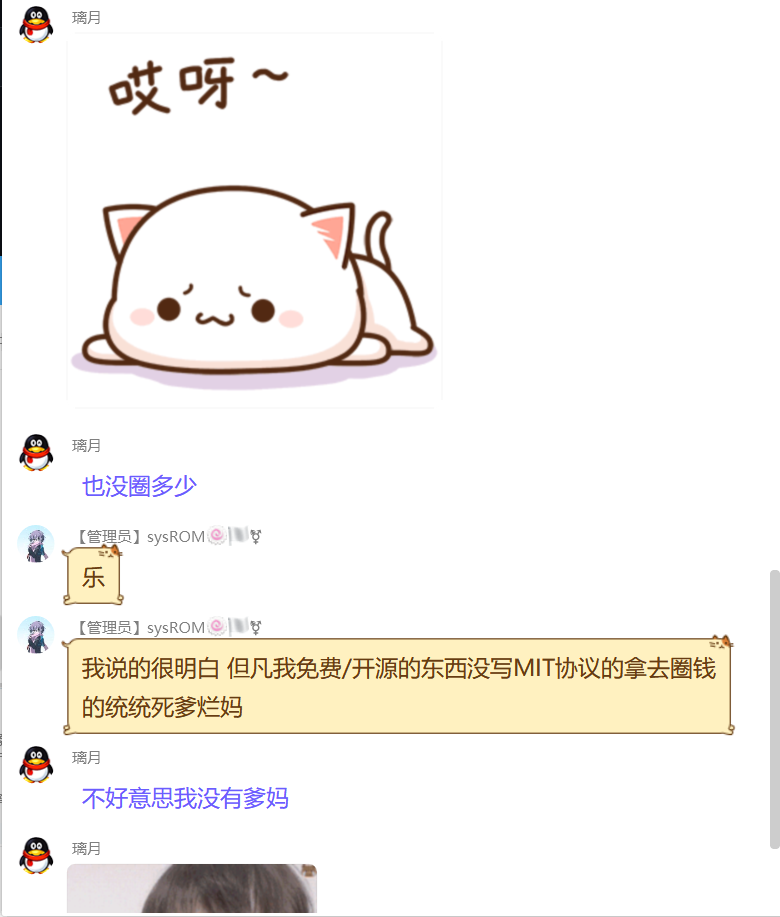 璃月
哎呀~
璃月
也没圈多少
【管理员】sysROM
乐
【管理员】sysROM
我说的很明白 但凡我免费/开源的东西没写MIT协议的拿去圈钱
的统统死爹烂妈
璃月
不好意思我没有爹妈
璃月